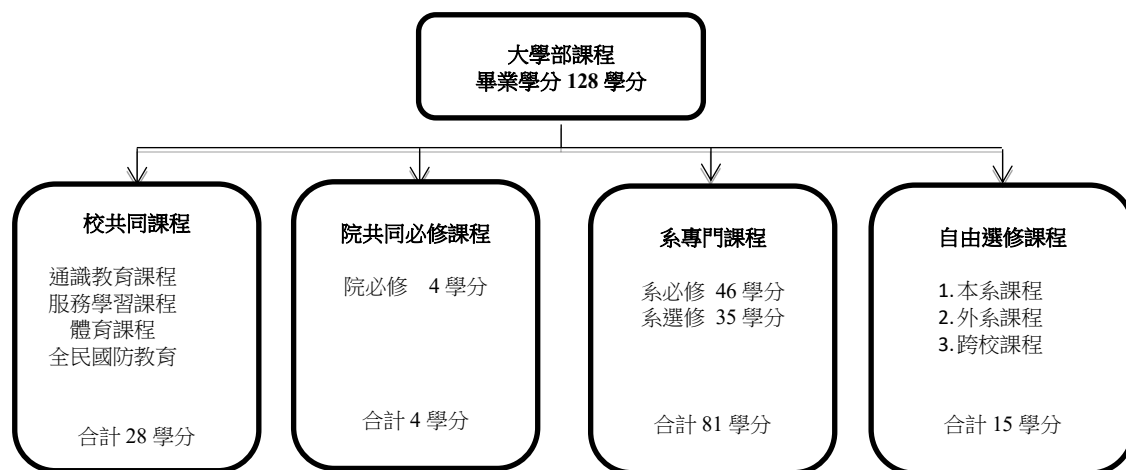 大學部課程
畢業學分 128 學分
校共同課程
通識教育課程
服務學習課程
體育課程
全民國防教育
合計 28 學分
院共同必修課程
院必修 4 學分
合計 4 學分
系專門課程
系必修 46 學分
系選修 35 學分
合計 81 學分
自由選修課程
1. 本系課程
2. 外系課程
3. 跨校課程
合計 15 學分